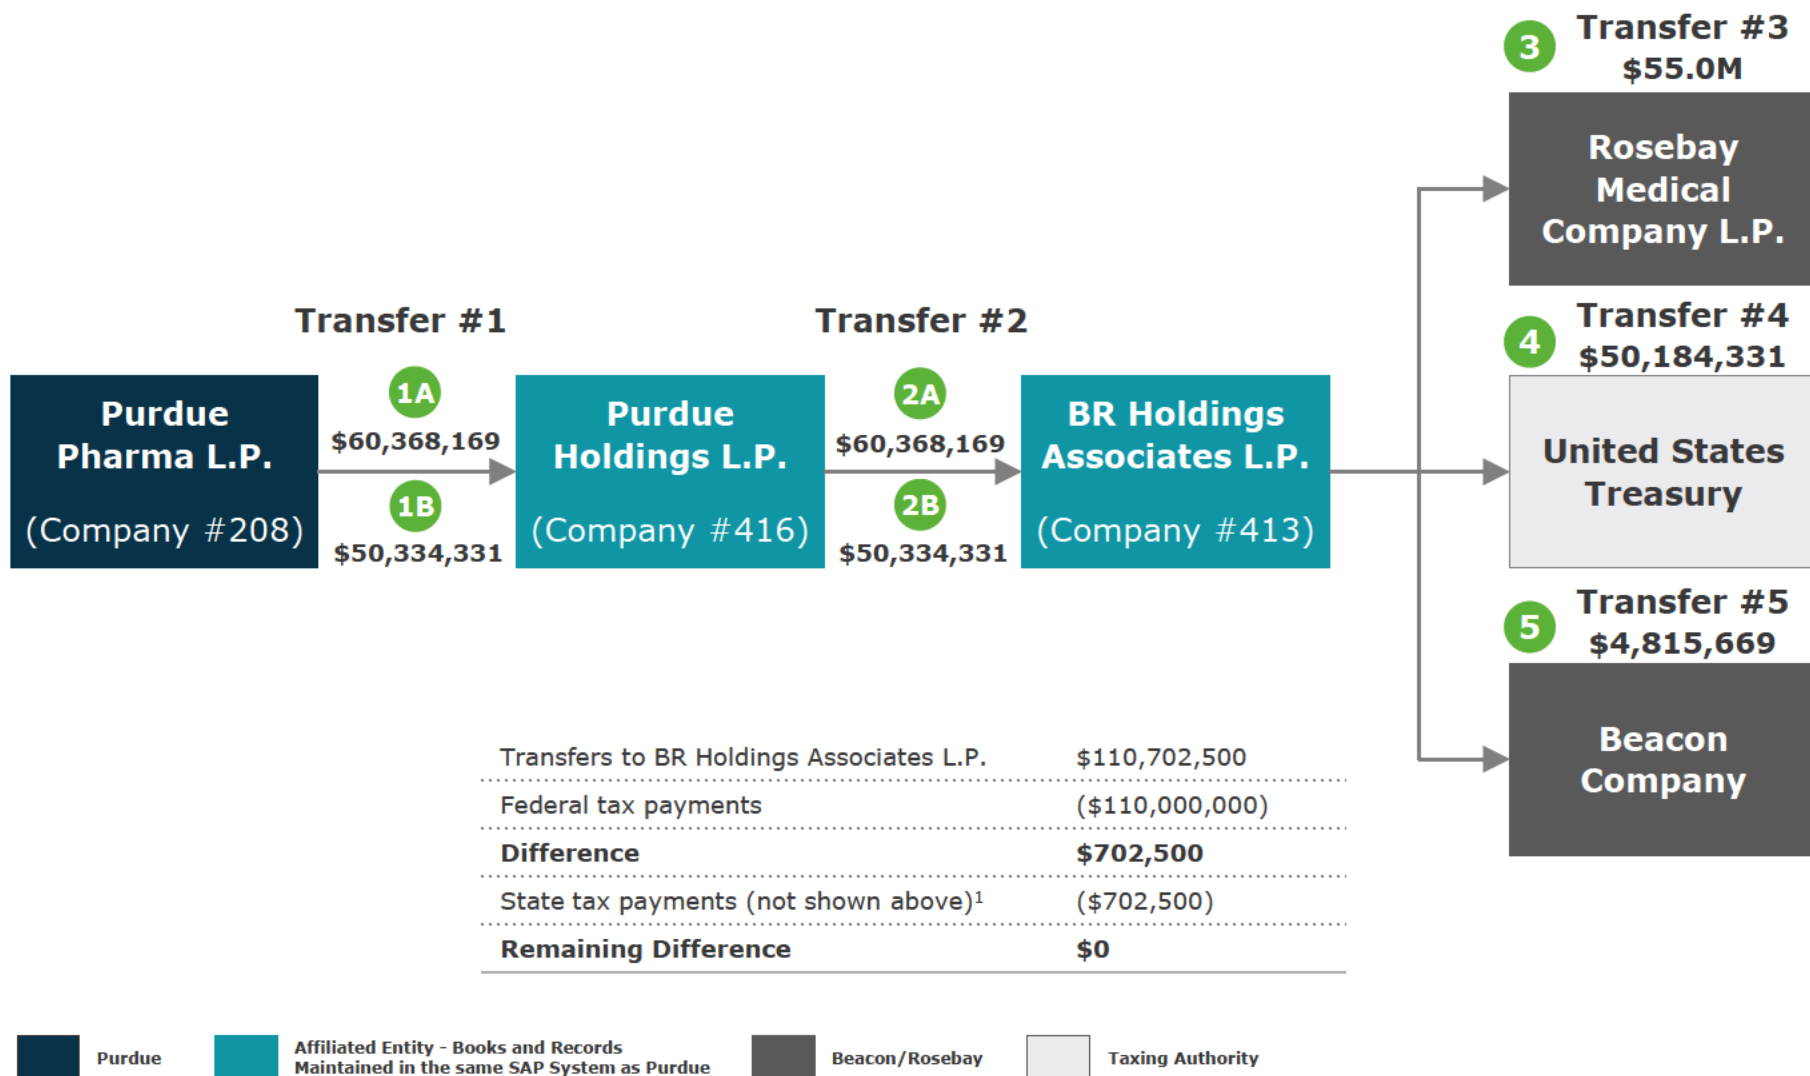 3
Transfer #3
$55.0M
Rosebay
Medical
Company L.P.
Transfer #1
Transfer #2
4
Transfer #4
$50,184,331
Purdue
Pharma L.P.
(Company #208)
1A
$60,368,169
1B
$50,334,331
Purdue
Holdings L.P.
(Company #416)
2A
$60,368,169
2B
$50,334,331
BR Holdings
Associates L.P.
(Company #413)
United States
Treasury
5
Transfer #5
$4,815,669
Beacon
Company
Transfers to BR Holdings Associates L.P. $110,702,500
Federal tax payments ($110,000,000)
Difference $702,500
State tax payments (not shown above)¹ ($702,500)
Remaining Difference $0
Purdue
Affiliated Entity - Books and Records
Maintained in the same SAP System as Purdue
Beacon/Rosebay
Taxing Authority